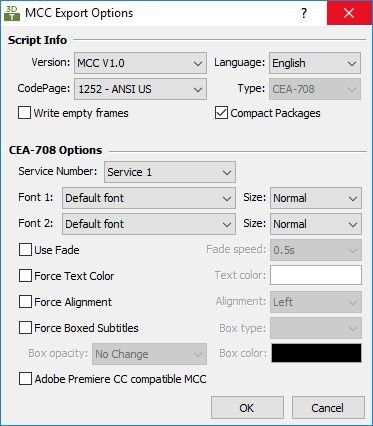 3D
T
MCC Export Options
?
Script Info
Version: MCC V1.0 Language: English
CodePage: 1252 - ANSI US Type: CEA-708
Write empty frames Compact Packages
CEA-708 Options
Service Number: Service 1
Font 1: Default font Size: Normal
Font 2: Default font Size: Normal
Use Fade Fade speed: 0.5s
Force Text Color Text color:
Force Alignment Alignment: Left
Force Boxed Subtitles Box type:
Box opacity: No Change Box color:
Adobe Premiere CC compatible MCC
OK Cancel